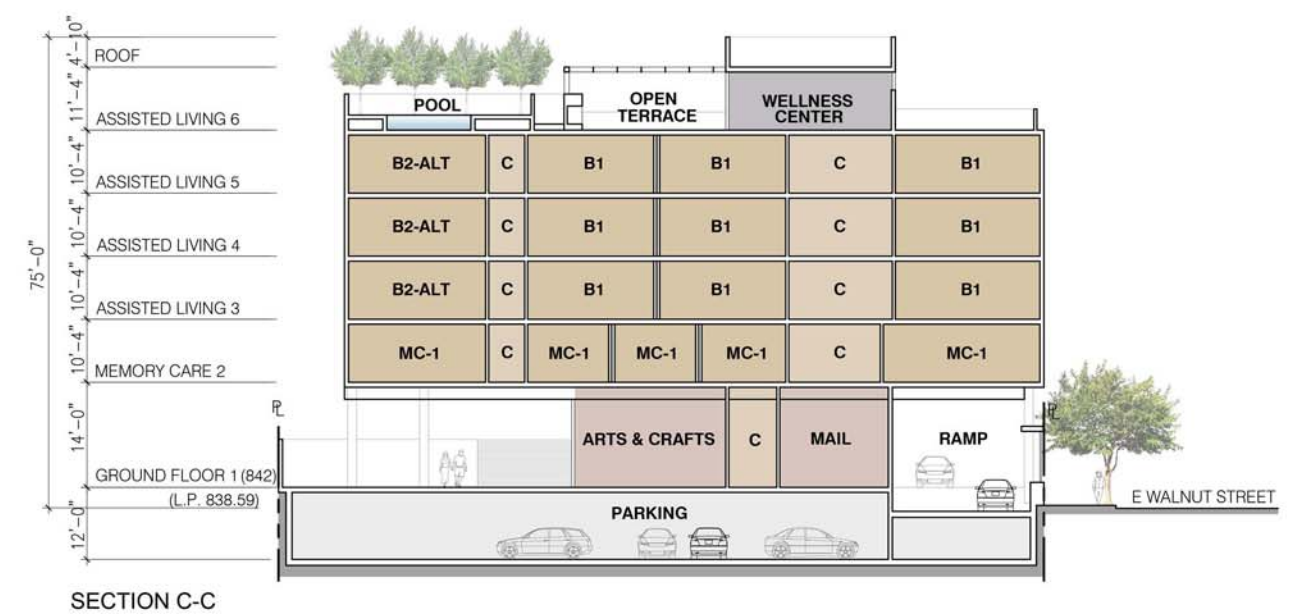 4'-10"
ROOF
11'-4"
ASSISTED LIVING 6
10'-4"
ASSISTED LIVING 5
10'-4"
ASSISTED LIVING 4
10'-4"
ASSISTED LIVING 3
10'-4"
MEMORY CARE 2
14'-0"
GROUND FLOOR 1 (842)
(L.P. 838.59)
12'-0"
75'-0"
POOL
OPEN
TERRACE
WELLNESS
CENTER
B2-ALT C B1 B1 C B1
B2-ALT C B1 B1 C B1
B2-ALT C B1 B1 C B1
MC-1 C MC-1 MC-1 MC-1 C MC-1
PL
PL
ARTS & CRAFTS C MAIL RAMP
E WALNUT STREET
PARKING
SECTION C-C